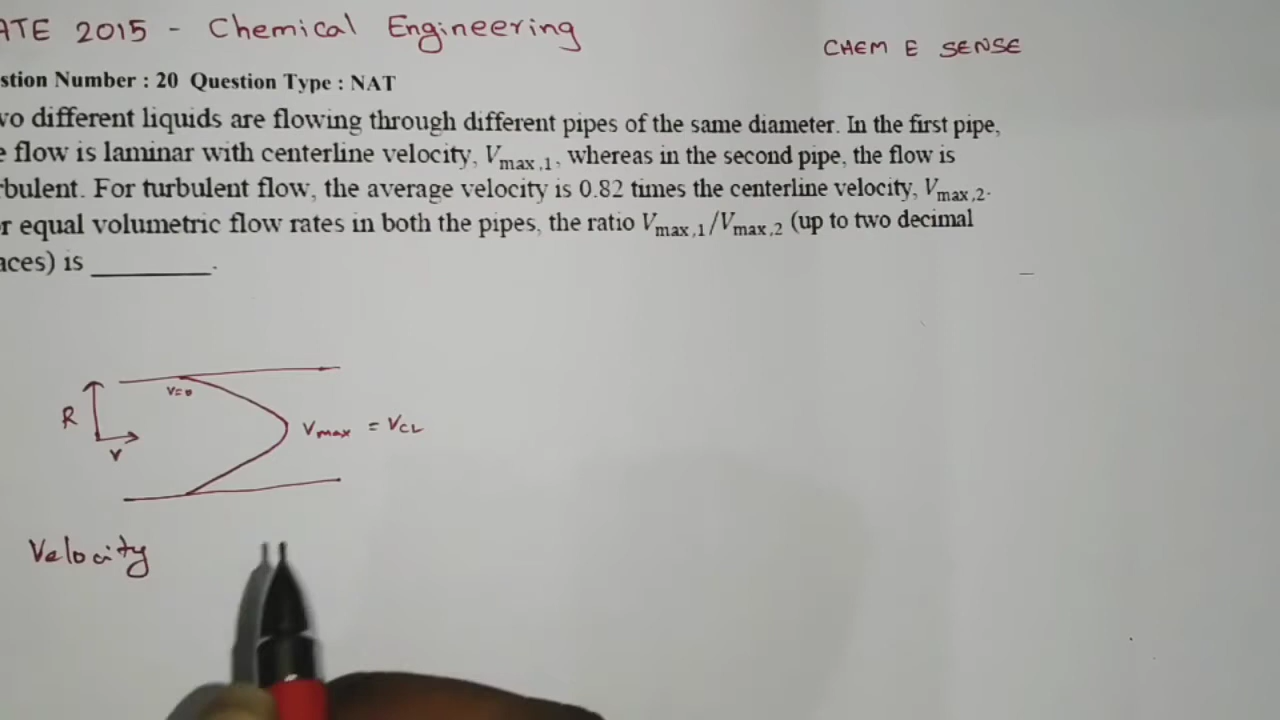 ATE 2015 - Chemical Engineering
CHEM E SENSE
stion Number : 20 Question Type : NAT
vo different liquids are flowing through different pipes of the same diameter. In the first pipe,
e flow is laminar with centerline velocity, Vmax,1, whereas in the second pipe, the flow is
rbulent. For turbulent flow, the average velocity is 0.82 times the centerline velocity, Vmax,2.
r equal volumetric flow rates in both the pipes, the ratio Vmax,1/Vmax,2 (up to two decimal
aces) is ________.
V=0
R
Vmax = VCL
r
Velocity